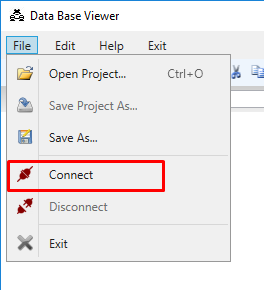 Data Base Viewer
File Edit Help Exit
Open Project... Ctrl+O
Save Project As...
Save As...
Connect
Disconnect
Exit